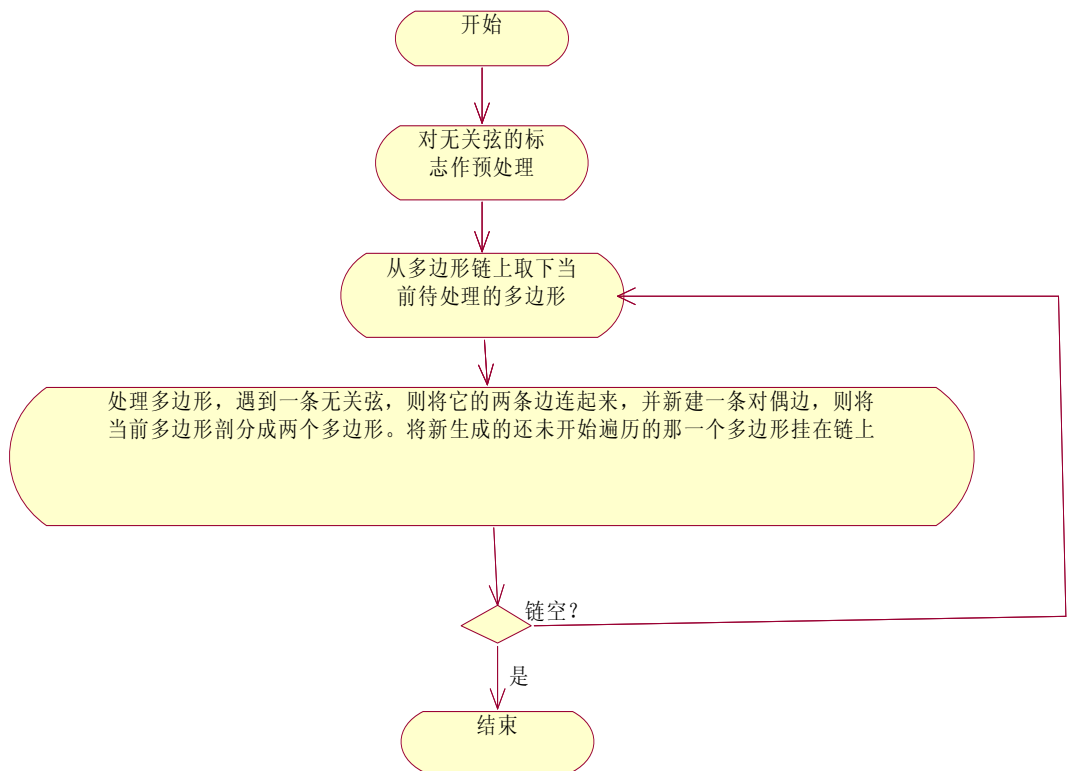 开始
对无关弦的标
志作预处理
从多边形链上取下当
前待处理的多边形
处理多边形，遇到一条无关弦，则将它的两条边连起来，并新建一条对偶边，则将
当前多边形剖分成两个多边形。将新生成的还未开始遍历的那一个多边形挂在链上
链空？
是
结束